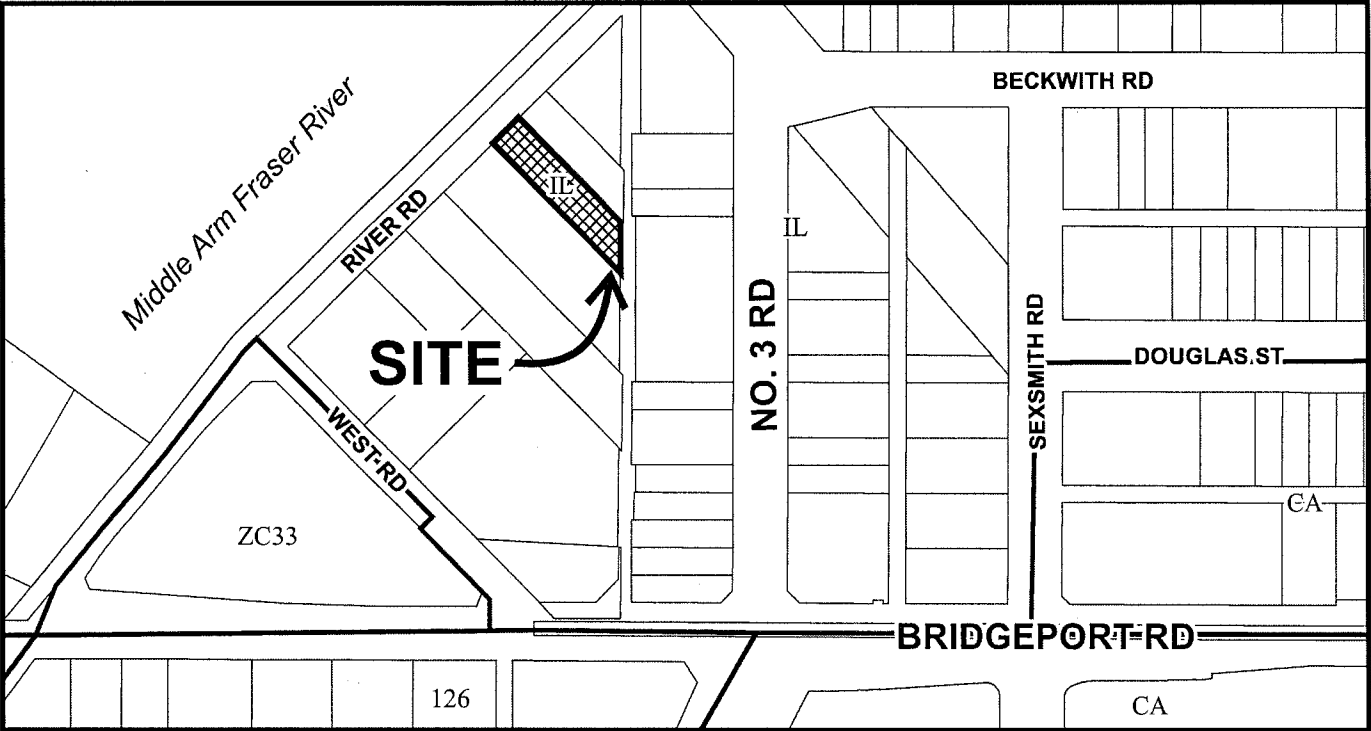 BECKWITH RD
Middle Arm Fraser River
IL
RIVER RD
IL
NO. 3 RD
SITE
SEXSMITH RD
DOUGLAS.ST
WEST-RD
CA
ZC33
BRIDGEPORT-RD
126
CA